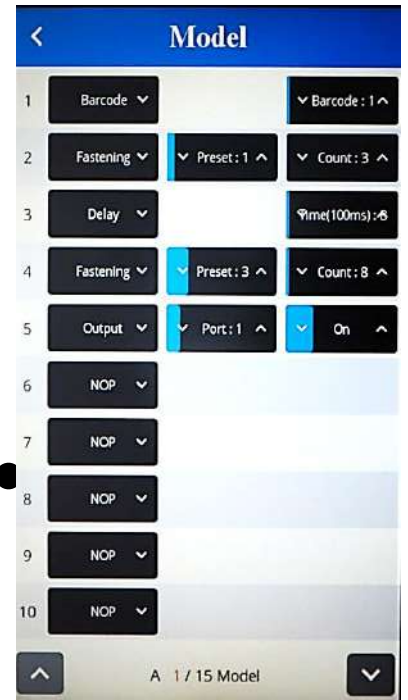 Model
1 Barcode Barcode : 1
2 Fastening Preset : 1 Count : 3
3 Delay Time(100ms) :
4 Fastening Preset : 3 Count : 8
5 Output Port : 1 On
6 NOP
7 NOP
8 NOP
9 NOP
10 NOP
A 1 / 15 Model